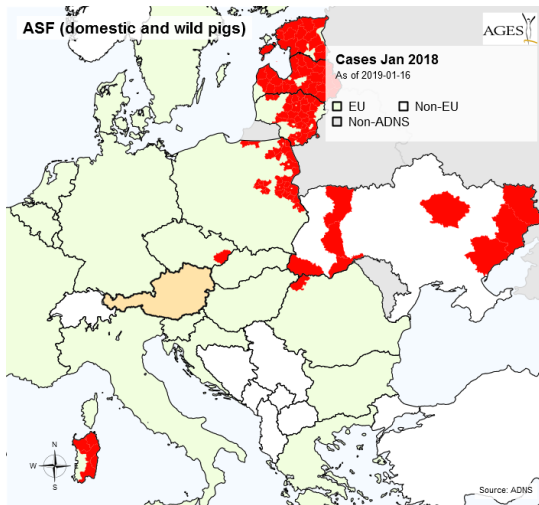 ASF (domestic and wild pigs)
AGES
Cases Jan 2018
As of 2019-01-16
EU Non-EU
Non-ADNS
N
W E
S
Source: ADNS